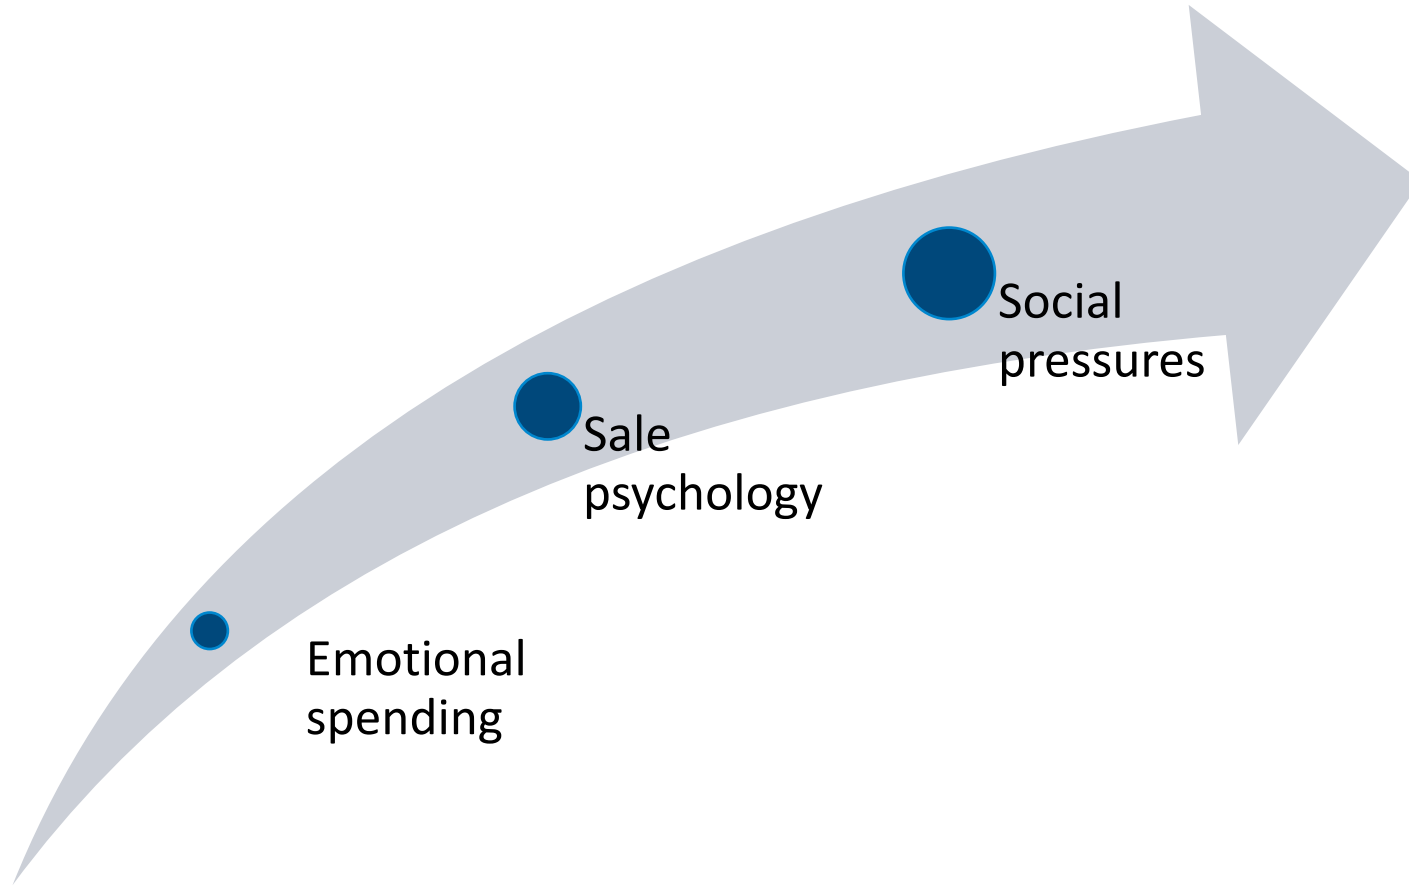 Social
pressures
Sale
psychology
Emotional
spending